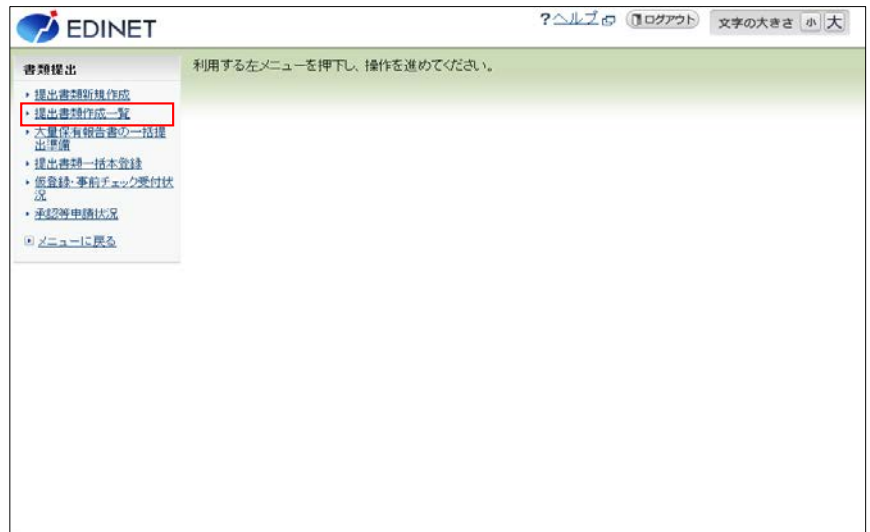 EDINET
?ヘルプ ログアウト 文字の大きさ 小 大
書類提出
利用する左メニューを押下し、操作を進めてください。
提出書類新規作成
提出書類作成一覧
大量保有報告書の一括提
出準備
提出書類一括本登録
仮登録・事前チェック受付状
況
承認等申請状況
メニューに戻る